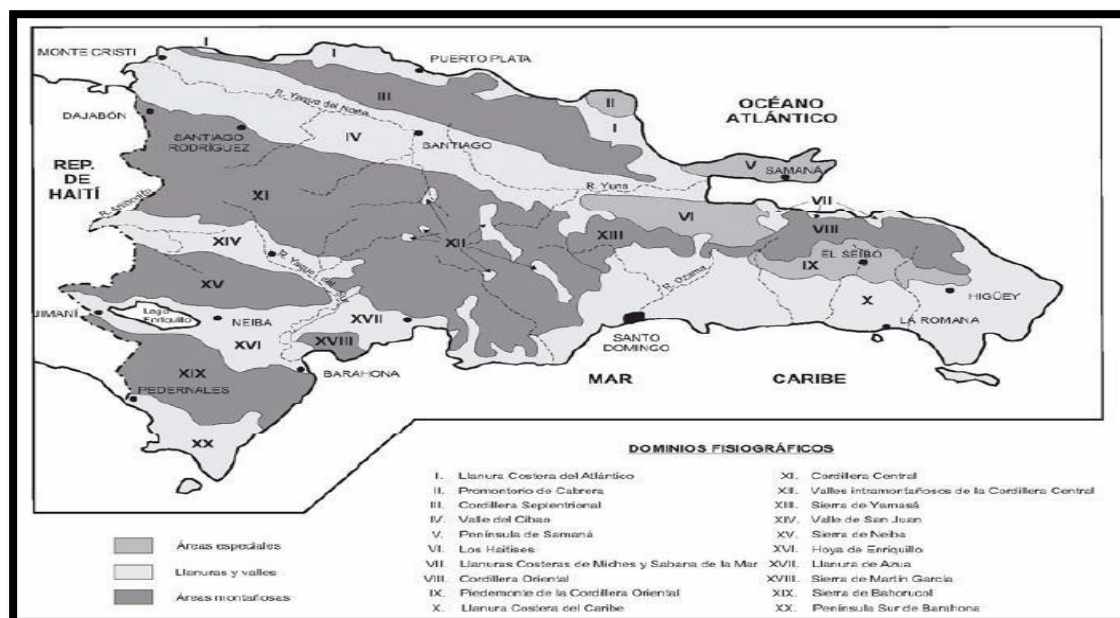 I
MONTE CRISTI
I
PUERTO PLATA
III
II
OCÉANO
ATLÁNTICO
R. Yaque del Norte
DAJABÓN
I
SANTIAGO
RODRÍGUEZ
IV
SANTIAGO
REP.
DE
HAITÍ
V
SAMANÁ
R. Yuna
XI
R. Artibonito
VII
VI
VIII
XII
XIII
XIV
EL SEIBO
IX
R. Yaque del Sur
R. Ozama
XV
X
HIGÜEY
JIMANÍ
Lago
Enriquillo
NEIBA
XVII
LA ROMANA
XVI
XVIII
SANTO
DOMINGO
BARAHONA
XIX
MAR CARIBE
PEDERNALES
XX
DOMINIOS FISIOGRÁFICOS
I. Llanura Costera del Atlántico
II. Promontorio de Cabrera
III. Cordillera Septentrional
IV. Valle del Cibao
V. Península de Samaná
VI. Los Haitises
VII. Llanuras Costeras de Miches y Sabana de la Mar
VIII. Cordillera Oriental
IX. Piedemonte de la Cordillera Oriental
X. Llanura Costera del Caribe
XI. Cordillera Central
XII. Valles intramontañosos de la Cordillera Central
XIII. Sierra de Yamasá
XIV. Valle de San Juan
XV. Sierra de Neiba
XVI. Hoya de Enriquillo
XVII. Llanura de Azua
XVIII. Sierra de Martín García
XIX. Sierra de Bahoruco
XX. Península Sur de Barahona
Áreas especiales
Llanuras y valles
Áreas montañosas